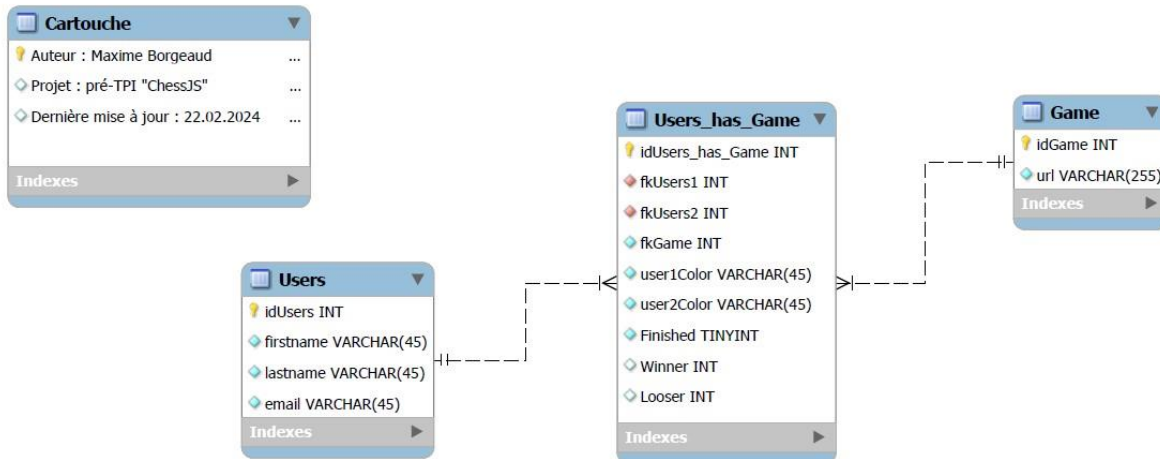 Cartouche
Auteur : Maxime Borgeaud ...
Projet : pré-TPI "ChessJS" ...
Dernière mise à jour : 22.02.2024 ...
Indexes
Users
idUsers INT
firstname VARCHAR(45)
lastname VARCHAR(45)
email VARCHAR(45)
Indexes
Users_has_Game
idUsers_has_Game INT
fkUsers1 INT
fkUsers2 INT
fkGame INT
user1Color VARCHAR(45)
user2Color VARCHAR(45)
Finished TINYINT
Winner INT
Looser INT
Indexes
Game
idGame INT
url VARCHAR(255)
Indexes